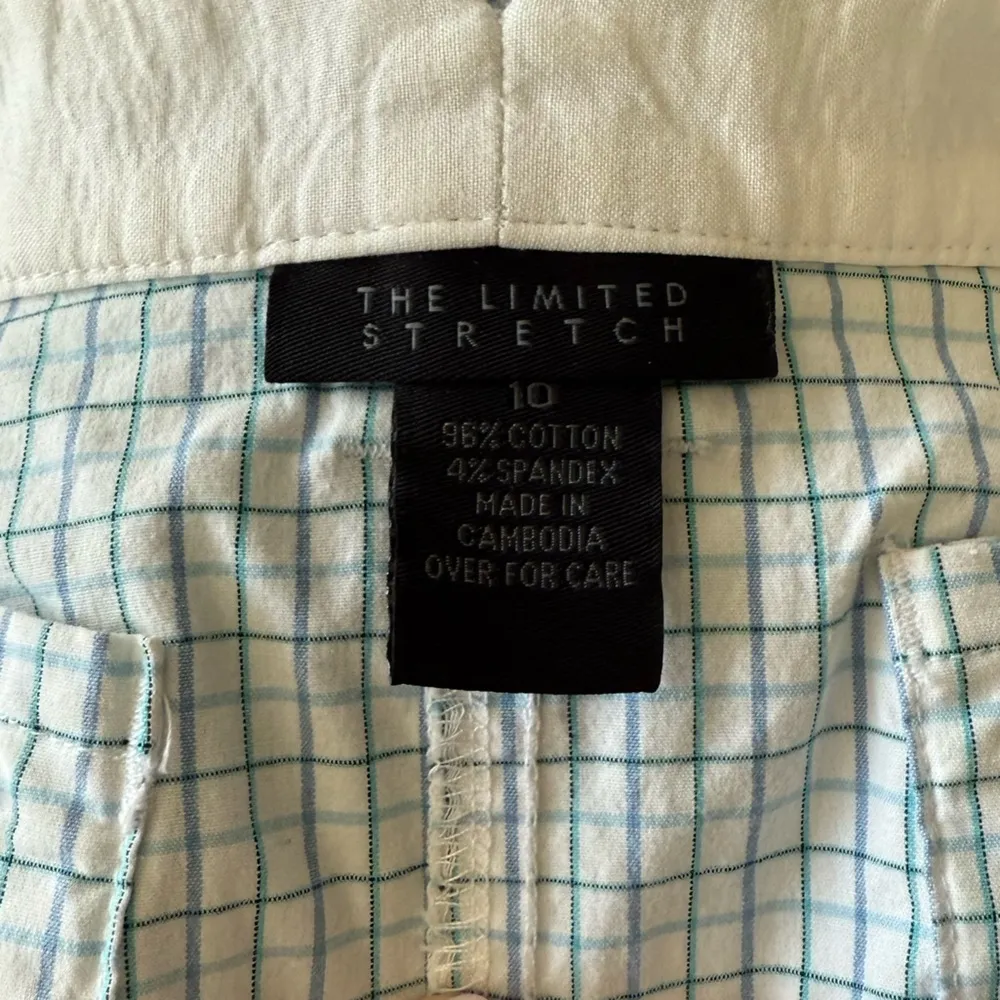 THE LIMITED
STRETCH
10
96% COTTON
4% SPANDEX
MADE IN
CAMBODIA
OVER FOR CARE